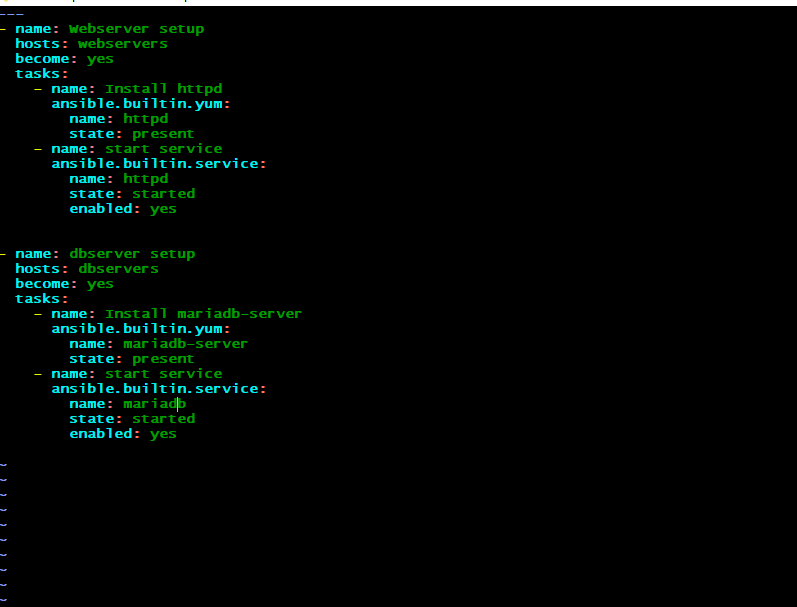 ---
- name: Webserver setup
  hosts: webservers
  become: yes
  tasks:
    - name: Install httpd
      ansible.builtin.yum:
        name: httpd
        state: present
    - name: start service
      ansible.builtin.service:
        name: httpd
        state: started
        enabled: yes


- name: dbserver setup
  hosts: dbservers
  become: yes
  tasks:
    - name: Install mariadb-server
      ansible.builtin.yum:
        name: mariadb-server
        state: present
    - name: start service
      ansible.builtin.service:
        name: mariadb
        state: started
        enabled: yes

~
~
~
~
~
~
~
~
~
~